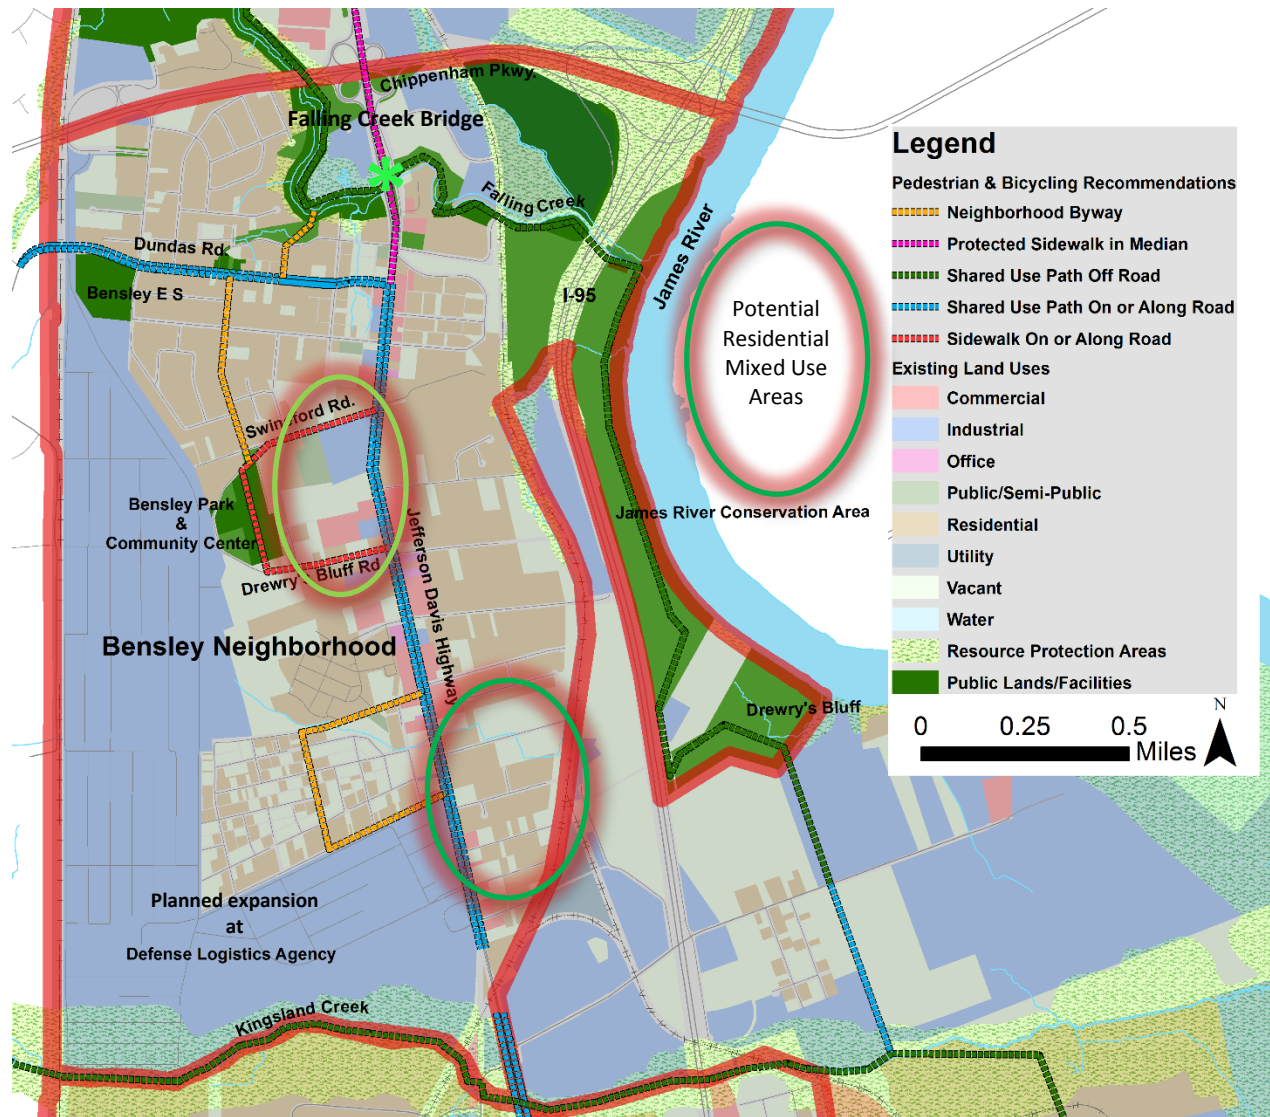 Chippenham Pkwy.
Falling Creek Bridge
Falling Creek
James River
Dundas Rd.
Bensley E S
I-95
Potential
Residential
Mixed Use
Areas
Swineford Rd.
Bensley Park
&
Community Center
Drewry's Bluff Rd
Jefferson Davis Highway
James River Conservation Area
Bensley Neighborhood
Drewry's Bluff
Planned expansion
at
Defense Logistics Agency
Kingsland Creek
Legend
Pedestrian & Bicycling Recommendations
Neighborhood Byway
Protected Sidewalk in Median
Shared Use Path Off Road
Shared Use Path On or Along Road
Sidewalk On or Along Road
Existing Land Uses
Commercial
Industrial
Office
Public/Semi-Public
Residential
Utility
Vacant
Water
Resource Protection Areas
Public Lands/Facilities
N
0 0.25 0.5
Miles